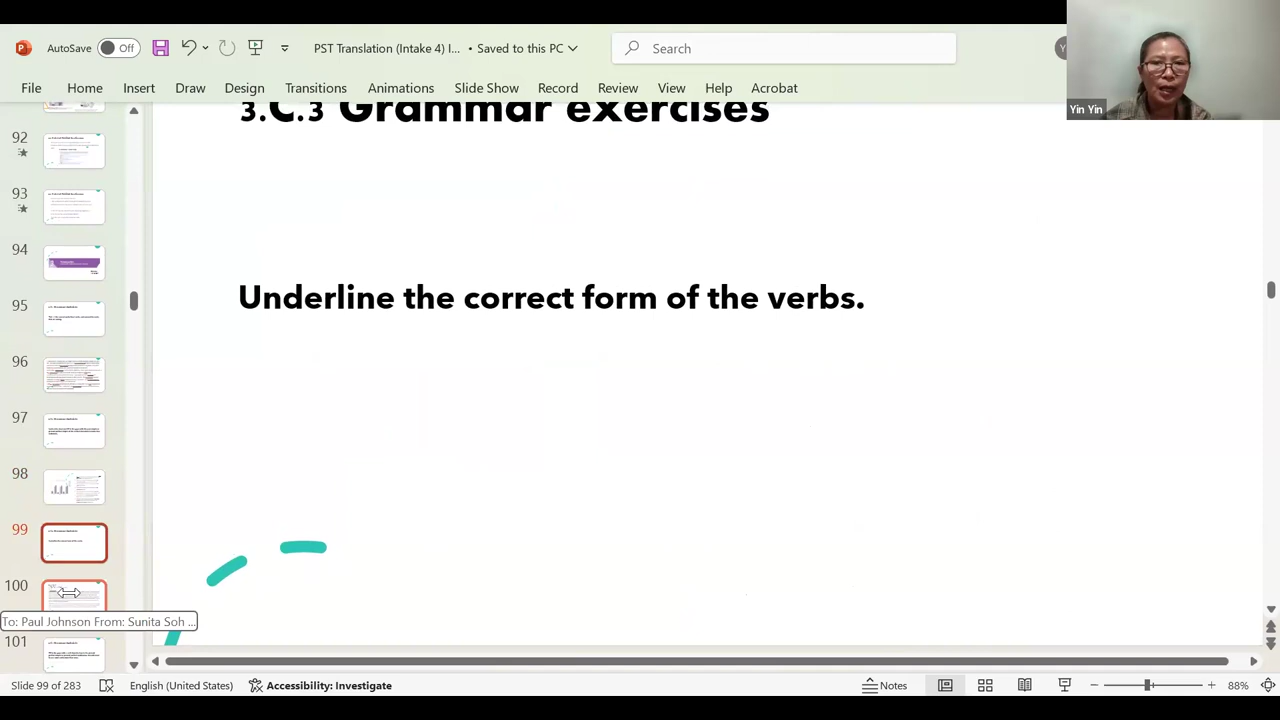 AutoSave
Off
PST Translation (Intake 4) I... • Saved to this PC
Search
Y
File Home Insert Draw Design Transitions Animations Slide Show Record Review View Help Acrobat
Yin Yin
3.C.3 Grammar exercises
Underline the correct form of the verbs.
92
93
94
95
96
97
98
99
100
To: Paul Johnson From: Sunita Soh ...
101
Slide 99 of 283
English (United States)
Accessibility: Investigate
Notes
88%